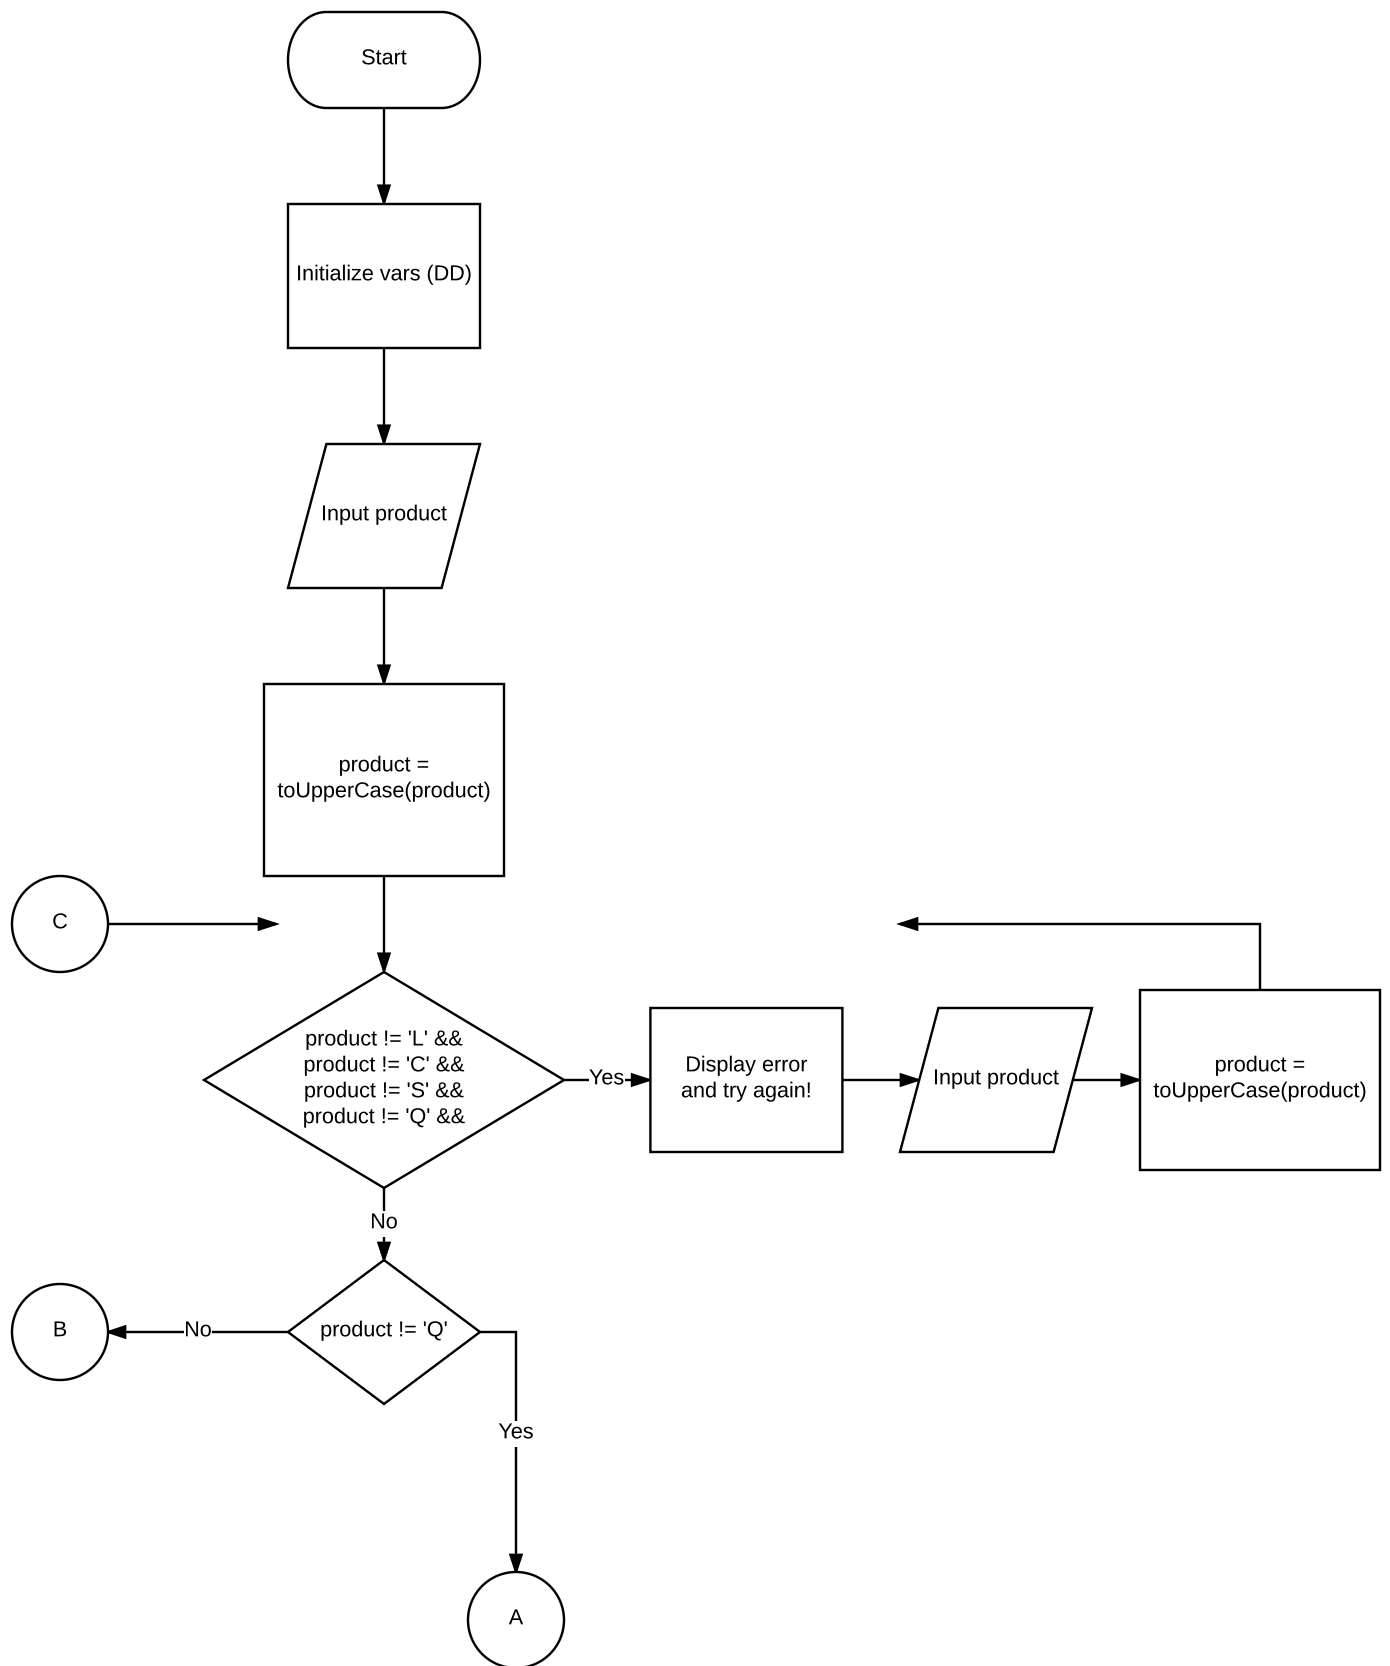 Start
Initialize vars (DD)
Input product
product =
toUpperCase(product)
C
product != 'L' &&
product != 'C' &&
product != 'S' &&
product != 'Q' &&
Yes
Display error
and try again!
Input product
product =
toUpperCase(product)
No
product != 'Q'
No
B
Yes
A